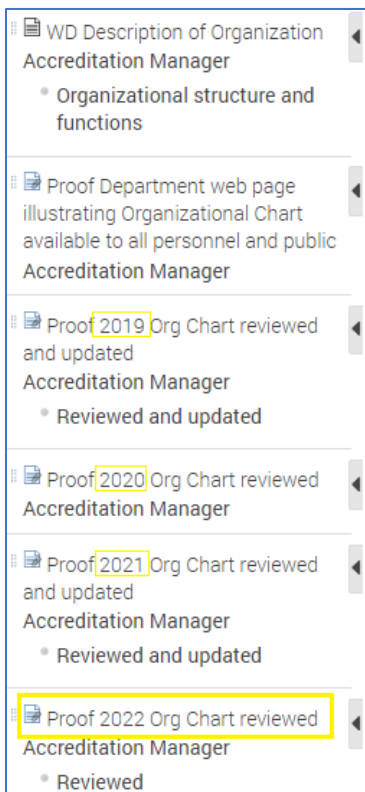 WD Description of Organization
Accreditation Manager
Organizational structure and
functions
Proof Department web page
illustrating Organizational Chart
available to all personnel and public
Accreditation Manager
Proof 2019 Org Chart reviewed
and updated
Accreditation Manager
Reviewed and updated
Proof 2020 Org Chart reviewed
Accreditation Manager
Proof 2021 Org Chart reviewed
and updated
Accreditation Manager
Reviewed and updated
Proof 2022 Org Chart reviewed
Accreditation Manager
Reviewed